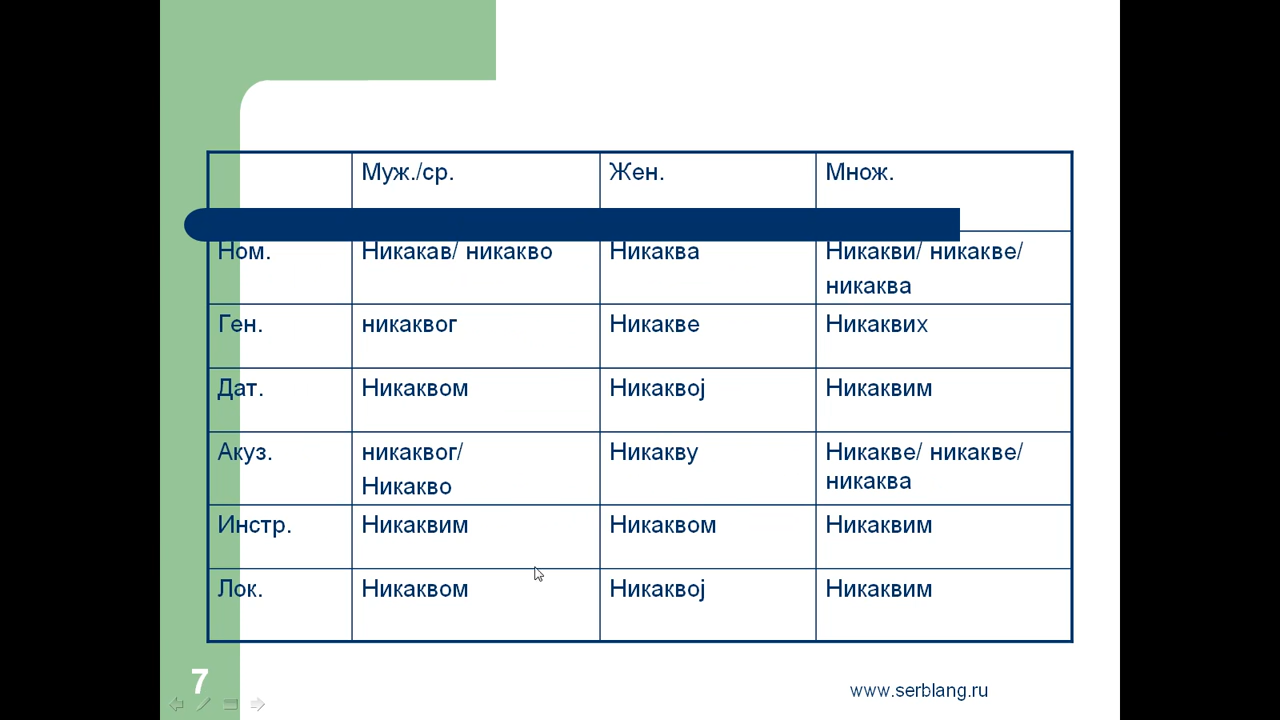 Муж./ср. Жен. Множ.
Ном. Никакав/ никакво Никаква Никакви/ никакве/
никаква
Ген. никаквог Никакве Никаквих
Дат. Никаквом Никаквој Никаквим
Акуз. никаквог/ Никакву Никакве/ никакве/
Никакво никаква
Инстр. Никаквим Никаквом Никаквим
Лок. Никаквом Никаквој Никаквим
7
www.serblang.ru